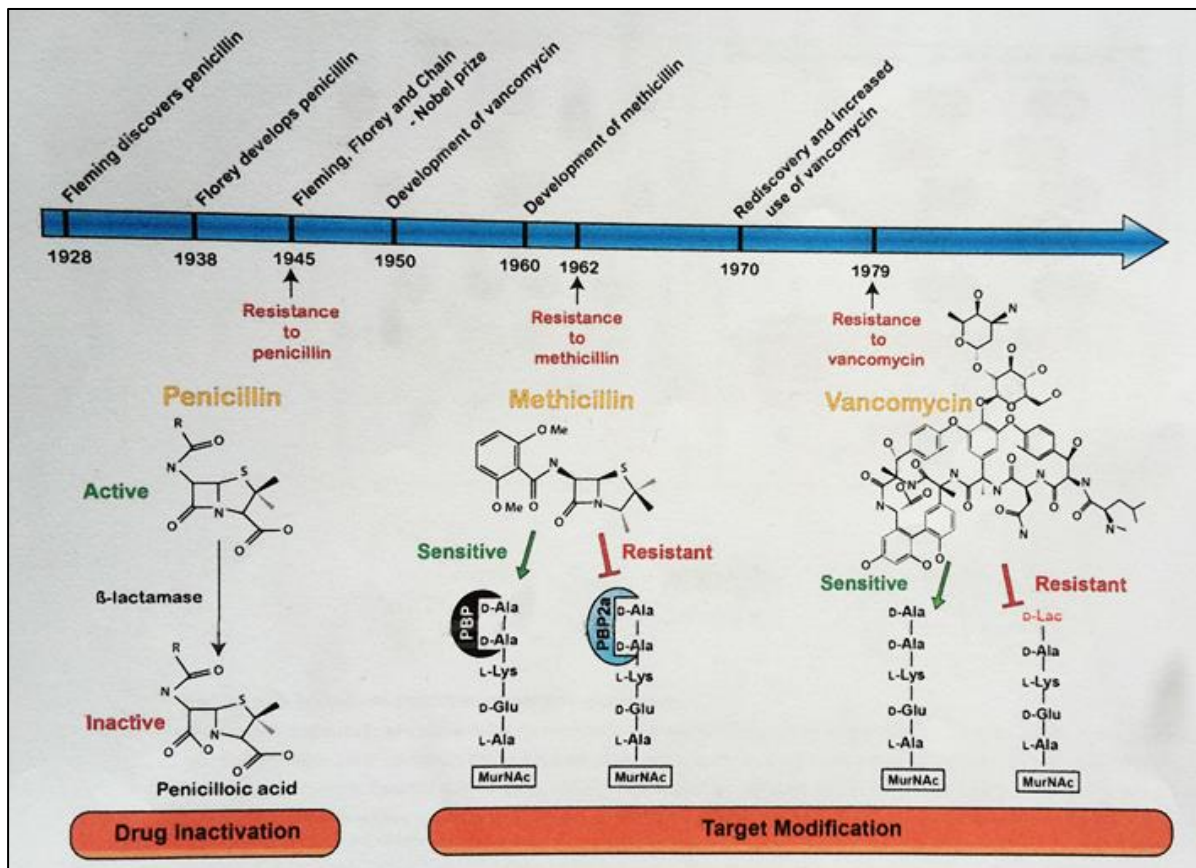 Fleming discovers penicillin
Florey develops penicillin
Fleming, Florey and Chain
- Nobel prize
Development of vancomycin
Development of methicillin
Rediscovery and increased
use of vancomycin
1928
1938
1945
1950
1960
1962
1970
1979
Resistance
to
penicillin
Resistance
to
methicillin
Resistance
to
vancomycin
Penicillin
Methicillin
Vancomycin
R
O
N
S
Active
O
N
O
O
ß-lactamase
R
O
N
S
Inactive
O
O
N
O
O
Penicilloic acid
O Me
N
S
O Me
O
O
N
Sensitive
Resistant
PBP
D-Ala
D-Ala
L-Lys
D-Glu
L-Ala
MurNAc
PBP2a
D-Ala
D-Ala
L-Lys
D-Glu
L-Ala
MurNAc
Sensitive
Resistant
D-Ala
D-Ala
L-Lys
D-Glu
L-Ala
MurNAc
D-Lac
D-Ala
L-Lys
D-Glu
L-Ala
MurNAc
Drug Inactivation
Target Modification